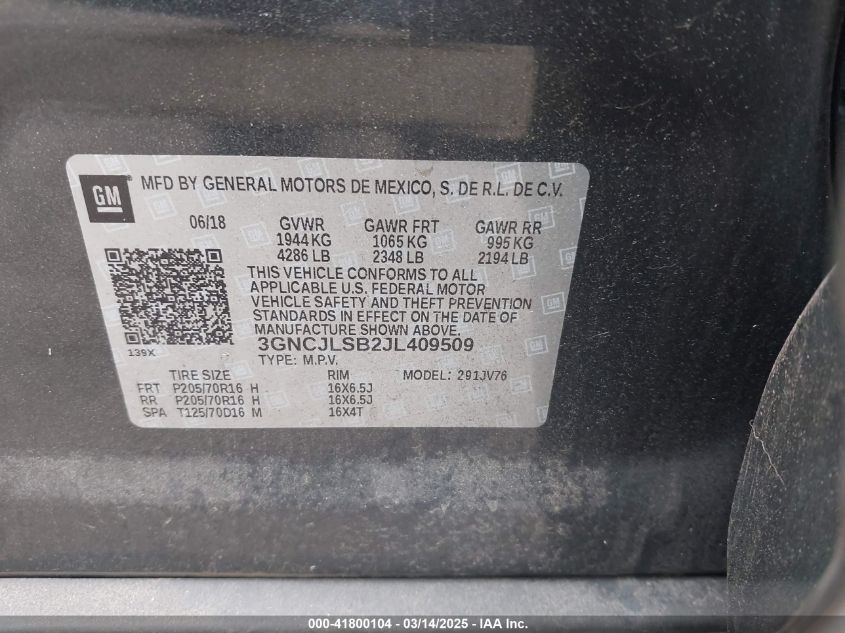 GM
MFD BY GENERAL MOTORS DE MEXICO, S. DE R.L. DE C.V.
06/18 GVWR GAWR FRT GAWR RR
1944 KG 1065 KG 995 KG
4286 LB 2348 LB 2194 LB
THIS VEHICLE CONFORMS TO ALL
APPLICABLE U.S. FEDERAL MOTOR
VEHICLE SAFETY AND THEFT PREVENTION
STANDARDS IN EFFECT ON THE DATE OF
MANUFACTURE SHOWN ABOVE.
139X
3GNCJLSB2JL409509
TYPE: M.P.V.
TIRE SIZE RIM MODEL: 291JV76
FRT P205/70R16 H 16X6.5J
RR P205/70R16 H 16X6.5J
SPA T125/70D16 M 16X4T
000-41800104 - 03/14/2025 - IAA Inc.